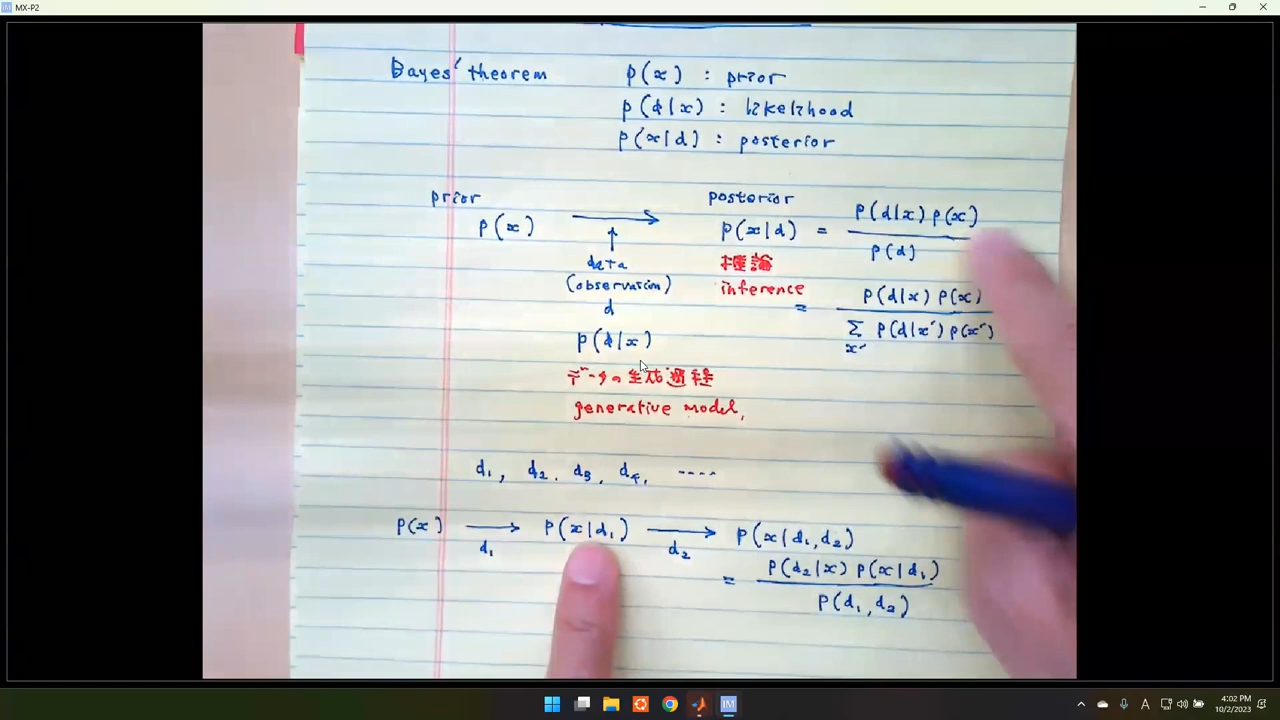 MX-P2
Bayes' theorem p(x) : prior
p(d|x) : likelihood
p(x|d) : posterior
prior posterior
p(x) → p(x|d) = p(d|x) p(x) / p(d)
↑
data
(observation)
d
inference
= p(d|x) p(x) / Σx' p(d|x') p(x')
p(d|x)
データの生成過程
generative model,
d1, d2, d3, d4, ----
p(x) → p(x|d1) → p(x|d1,d2)
d1 d2
= p(d2|x) p(x|d1) / p(d1,d2)
A
4:02 PM
10/2/2023